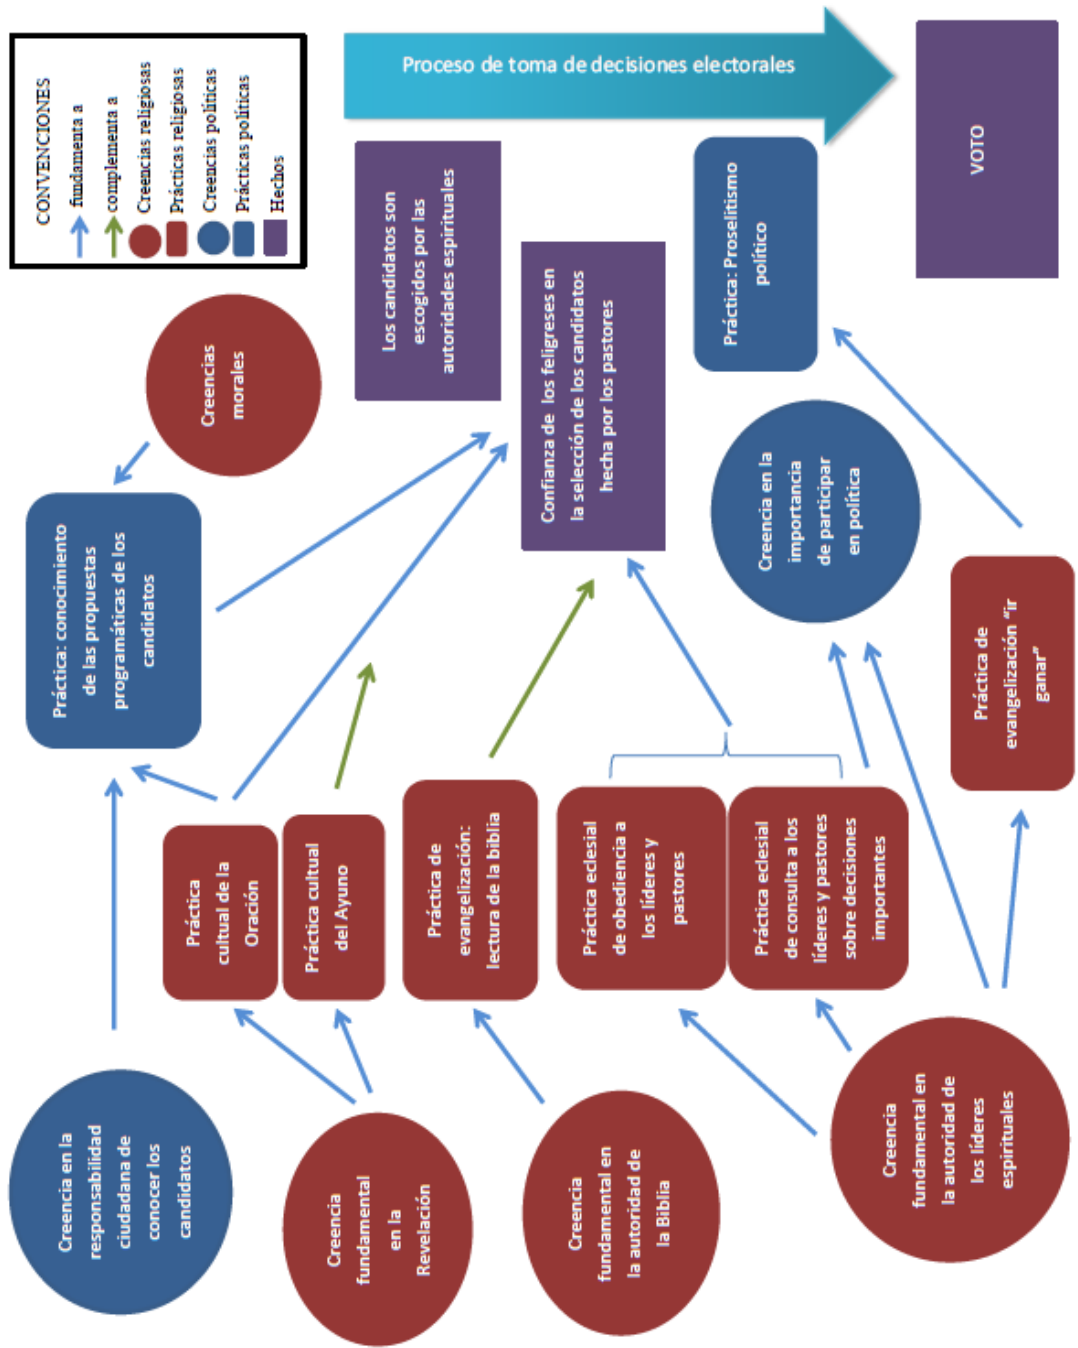 Creencia en la
responsabilidad
ciudadana de
conocer los
candidatos
Creencia
fundamental
en la
Revelación
Creencia
fundamental en
la autoridad de
la Biblia
Creencia
fundamental en
la autoridad de
los líderes
espirituales
Práctica
cultual de la
Oración
Práctica cultual
del Ayuno
Práctica de
evangelización:
lectura de la biblia
Práctica eclesial
de obediencia a
los líderes y
pastores
Práctica eclesial
de consulta a los
líderes y pastores
sobre decisiones
importantes
Práctica: conocimiento
de las propuestas
programáticas de los
candidatos
Práctica de
evangelización "ir
ganar"
Creencias
morales
Creencia en la
importancia
de participar
en política
Los candidatos son
escogidos por las
autoridades espirituales
Confianza de los feligreses en
la selección de los candidatos
hecha por los pastores
Práctica: Proselitismo
político
CONVENCIONES
fundamenta a
complementa a
Creencias religiosas
Prácticas religiosas
Creencias políticas
Prácticas políticas
Hechos
Proceso de toma de decisiones electorales
VOTO